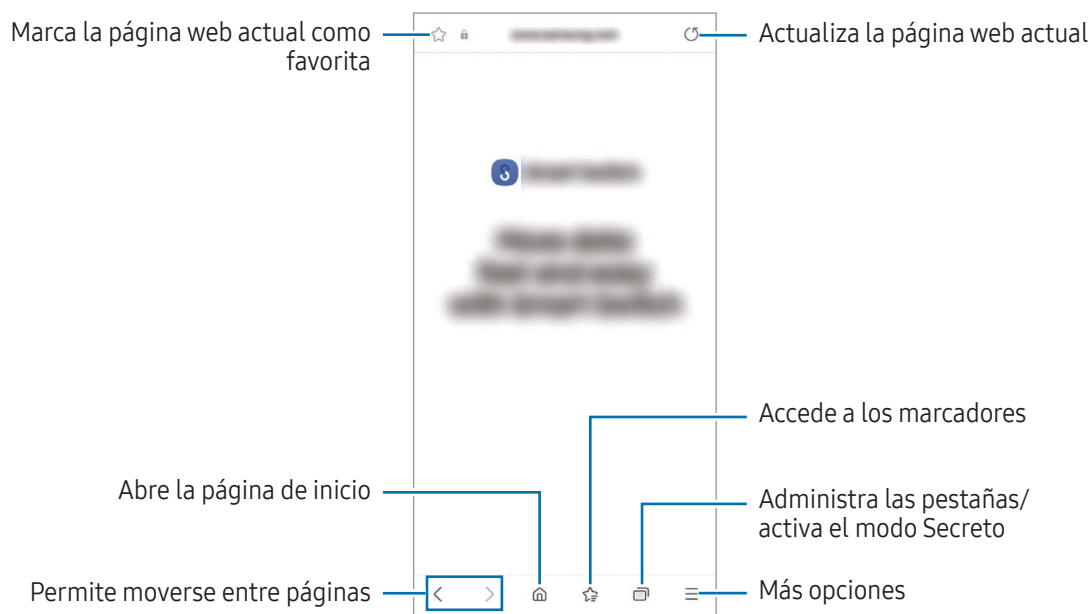 Marca la página web actual como
favorita
Actualiza la página web actual
Accede a los marcadores
Abre la página de inicio
Administra las pestañas/
activa el modo Secreto
Permite moverse entre páginas
Más opciones